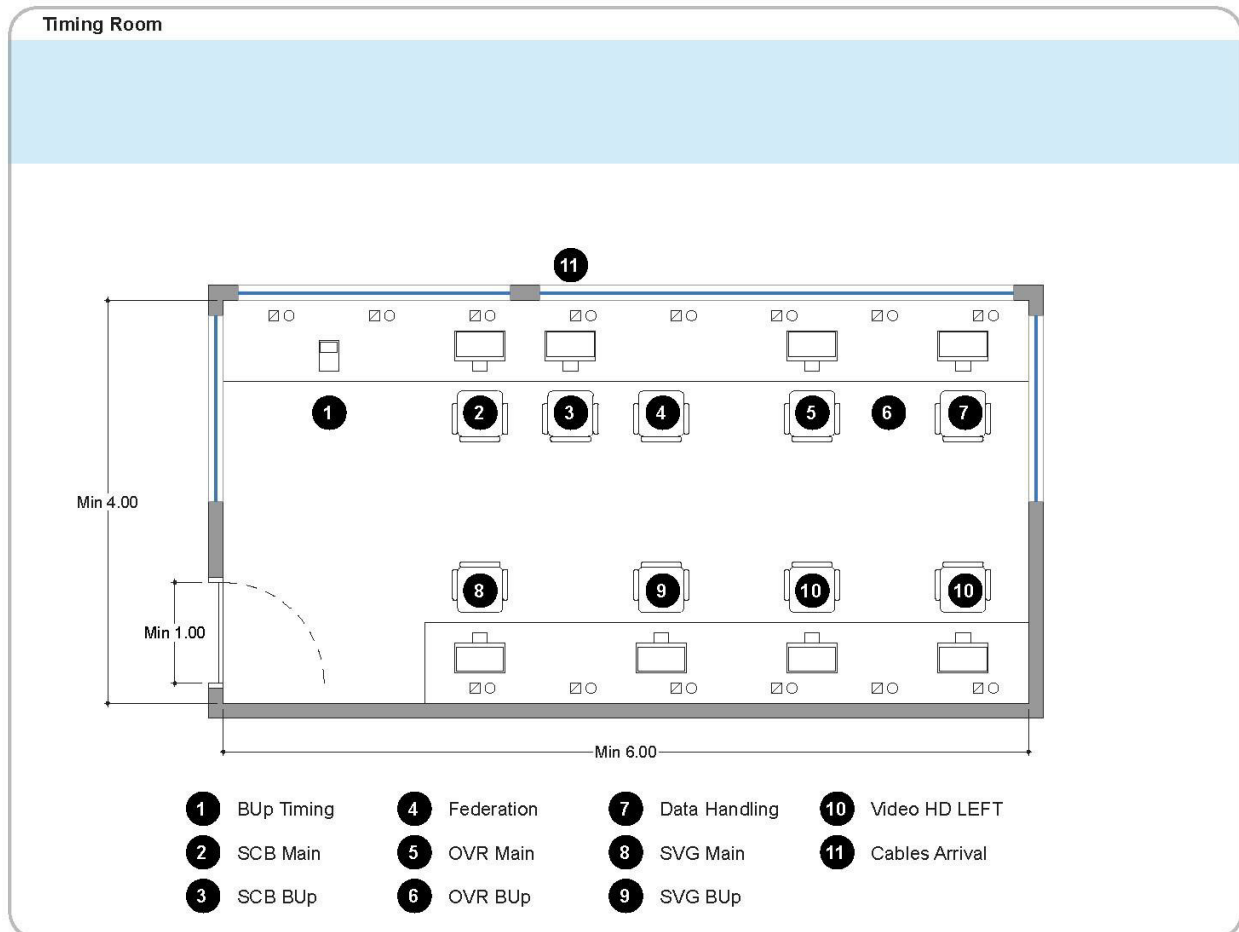 Timing Room
11
1 2 3 4 5 6 7
Min 4.00
8 9 10 10
Min 1.00
Min 6.00
1 BUp Timing 4 Federation 7 Data Handling 10 Video HD LEFT
2 SCB Main 5 OVR Main 8 SVG Main 11 Cables Arrival
3 SCB BUp 6 OVR BUp 9 SVG BUp